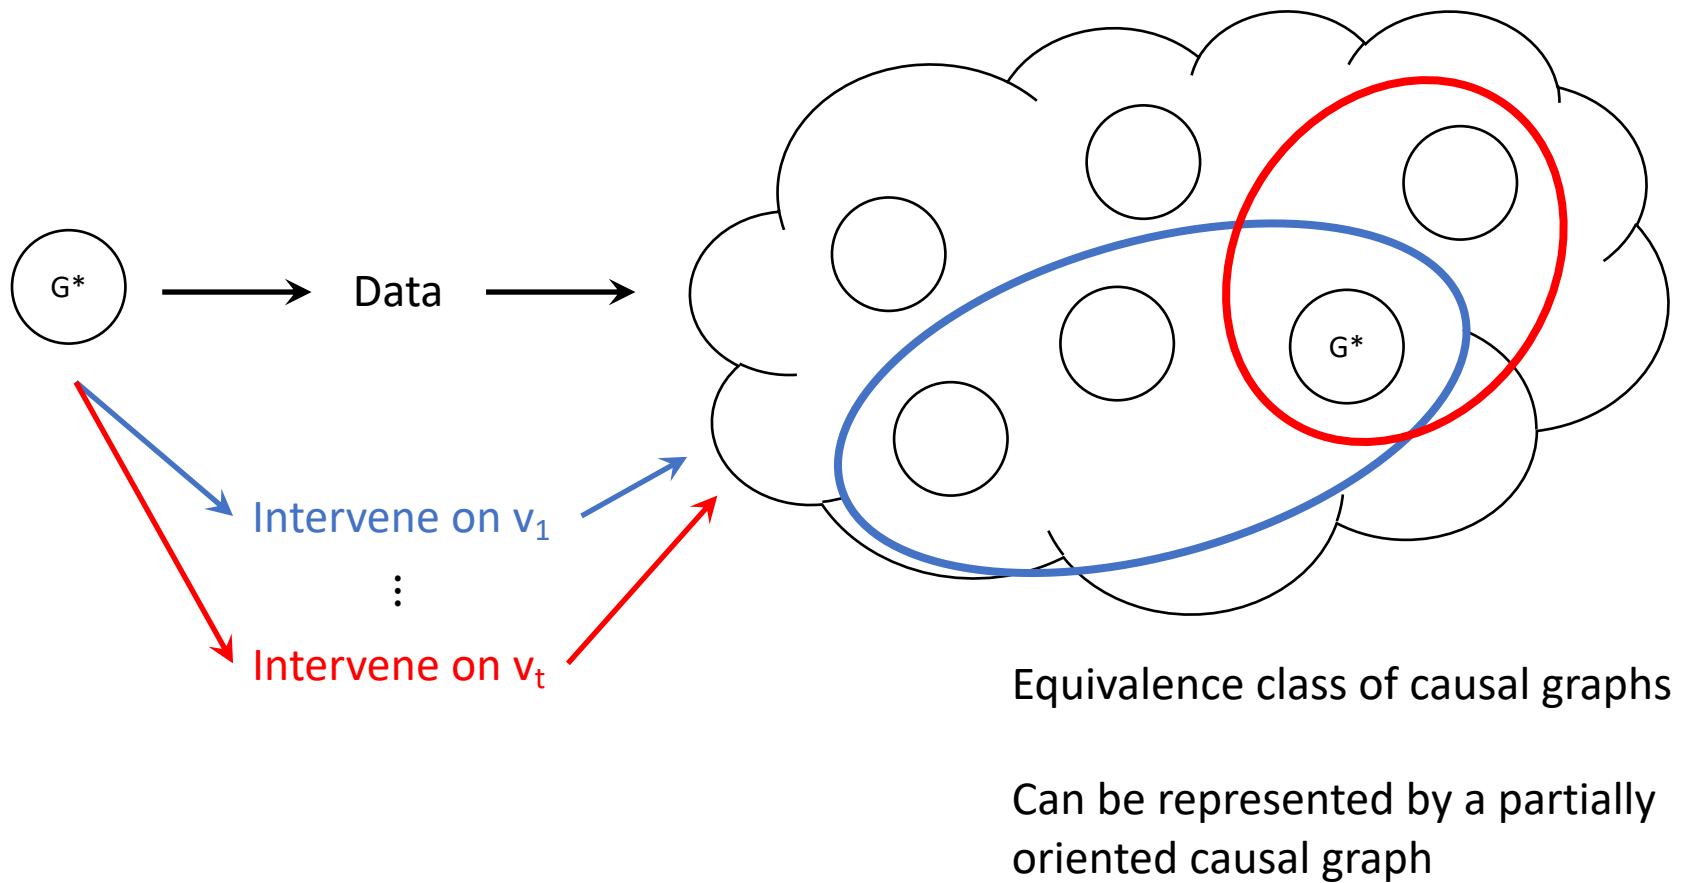 G*
Data
G*
Intervene on v₁
⋮
Intervene on vₜ
Equivalence class of causal graphs
Can be represented by a partially
oriented causal graph